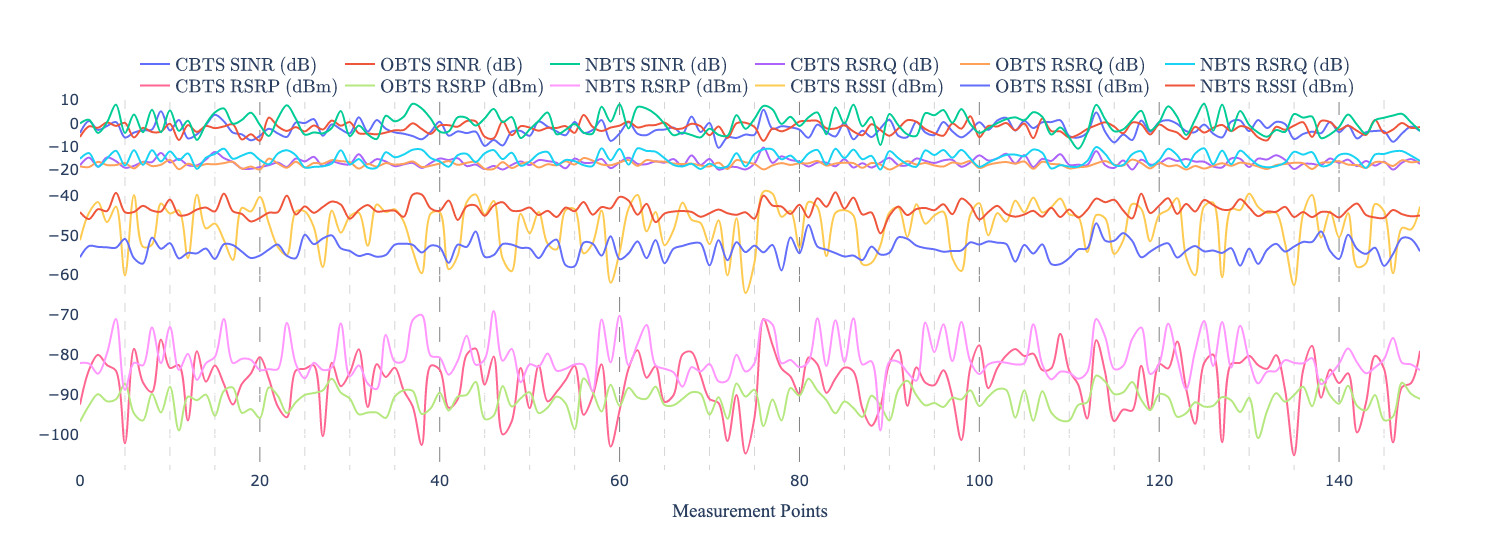 CBTS SINR (dB) OBTS SINR (dB) NBTS SINR (dB) CBTS RSRQ (dB) OBTS RSRQ (dB) NBTS RSRQ (dB)
CBTS RSRP (dBm) OBTS RSRP (dBm) NBTS RSRP (dBm) CBTS RSSI (dBm) OBTS RSSI (dBm) NBTS RSSI (dBm)
10
0
−10
−20
−40
−50
−60
−70
−80
−90
−100
0 20 40 60 80 100 120 140
Measurement Points